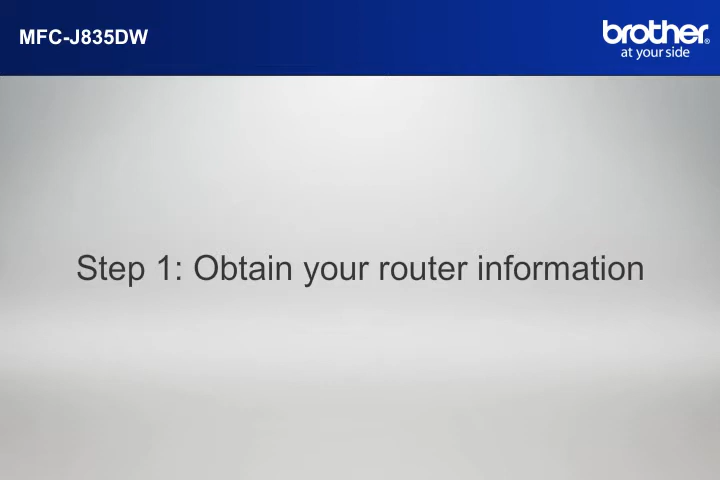 MFC-J835DW
brother®
at your side
Step 1: Obtain your router information